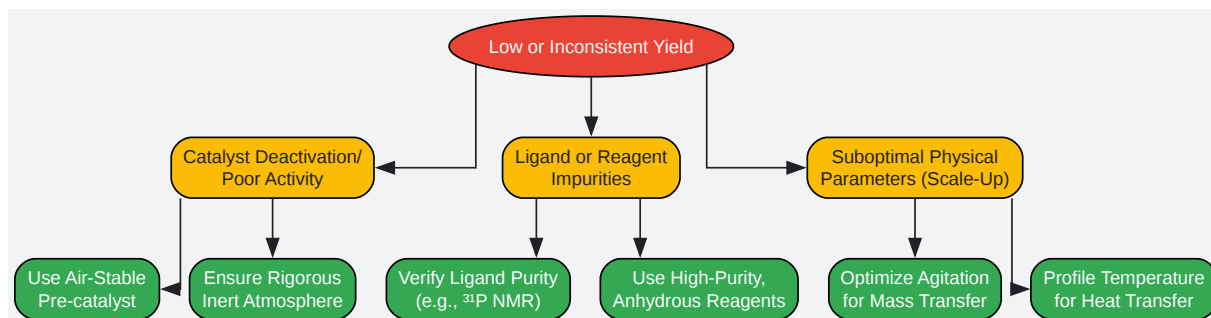 Low or Inconsistent Yield
Catalyst Deactivation/
Poor Activity
Ligand or Reagent
Impurities
Suboptimal Physical
Parameters (Scale-Up)
Use Air-Stable
Pre-catalyst
Ensure Rigorous
Inert Atmosphere
Verify Ligand Purity
(e.g., ³¹P NMR)
Use High-Purity,
Anhydrous Reagents
Optimize Agitation
for Mass Transfer
Profile Temperature
for Heat Transfer